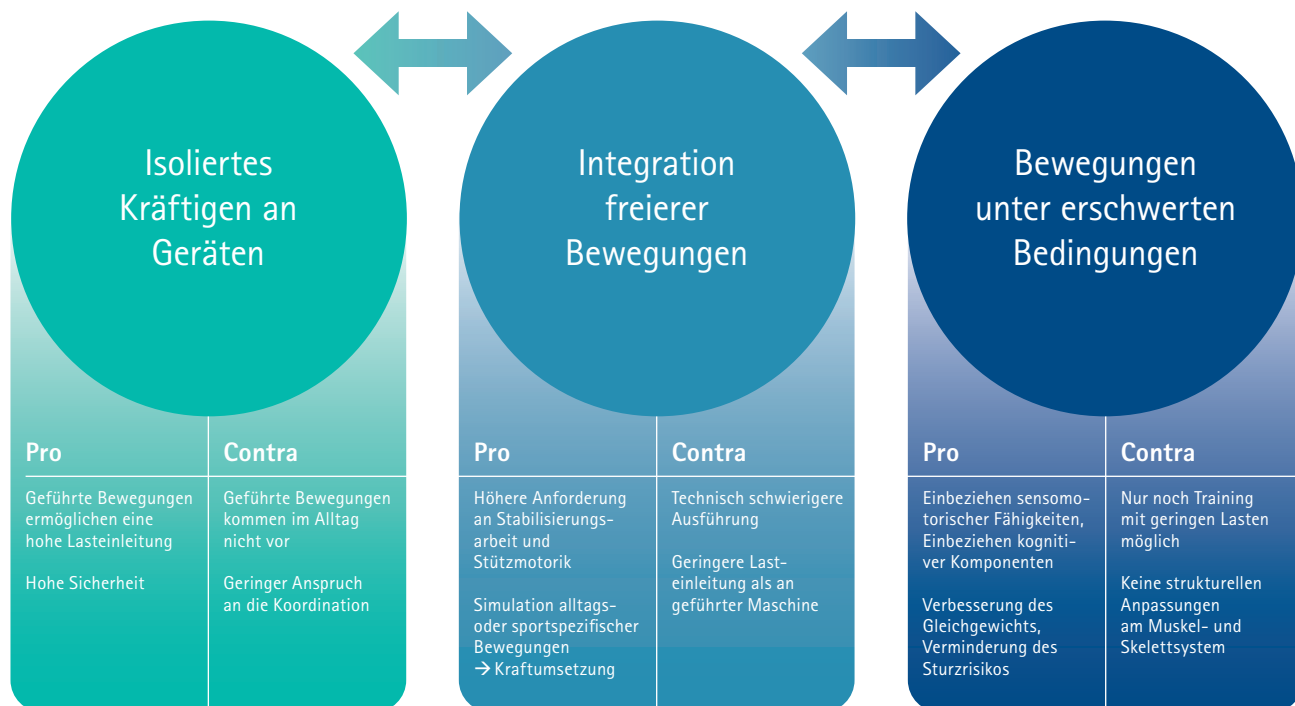 Isoliertes
Kräftigen an
Geräten
Pro
Geführte Bewegungen
ermöglichen eine
hohe Lasteinleitung
Hohe Sicherheit
Contra
Geführte Bewegungen
kommen im Alltag
nicht vor
Geringer Anspruch
an die Koordination
Integration
freierer
Bewegungen
Pro
Höhere Anforderung
an Stabilisierungs-
arbeit und
Stützmotorik
Simulation alltags-
oder sportspezifischer
Bewegungen
→ Kraftumsetzung
Contra
Technisch schwierigere
Ausführung
Geringere Last-
einleitung als an
geführter Maschine
Bewegungen
unter erschwerten
Bedingungen
Pro
Einbeziehen sensomo-
torischer Fähigkeiten,
Einbeziehen kogniti-
ver Komponenten
Verbesserung des
Gleichgewichts,
Verminderung des
Sturzrisikos
Contra
Nur noch Training
mit geringen Lasten
möglich
Keine strukturellen
Anpassungen
am Muskel- und
Skelettsystem